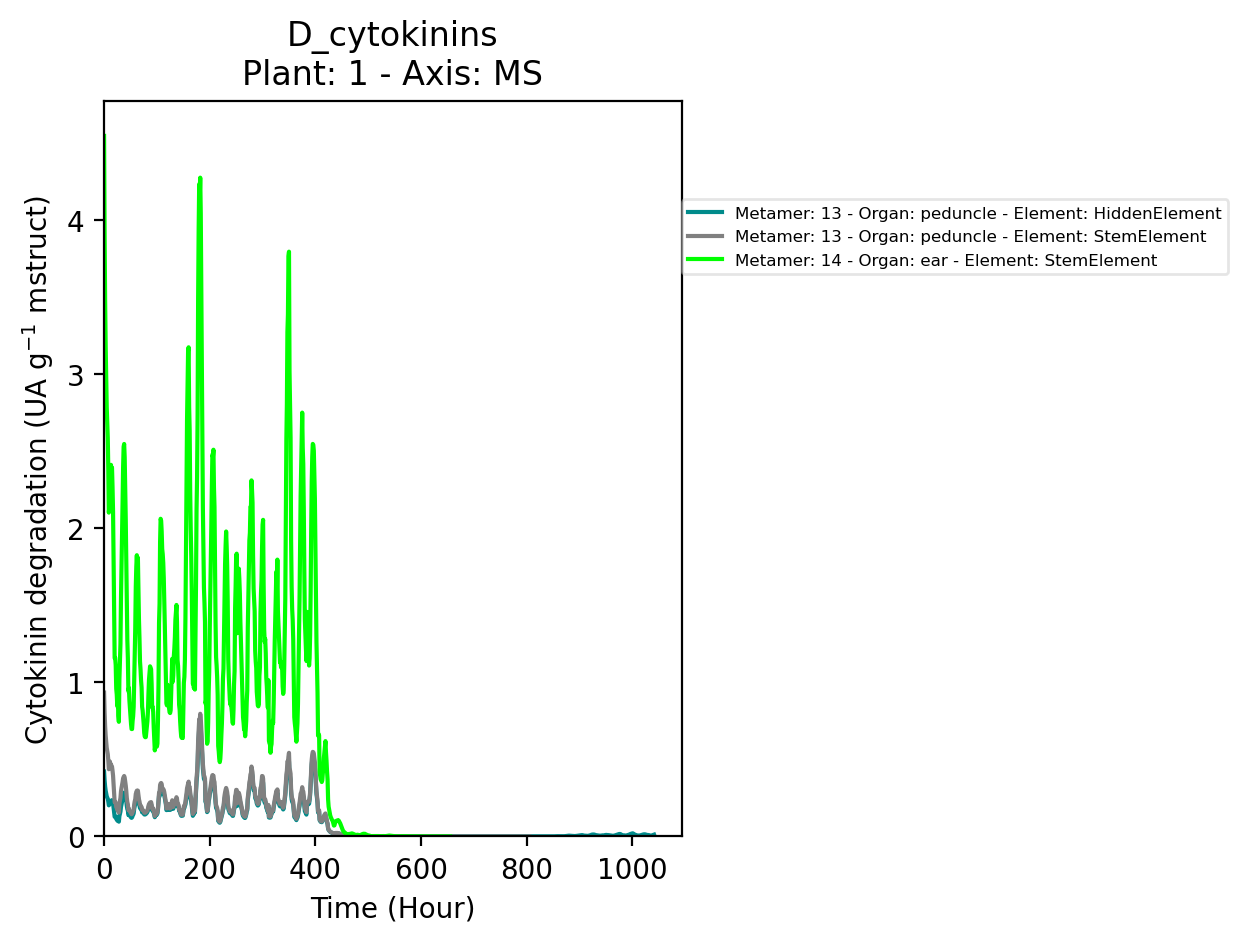 D_cytokinins
Plant: 1 - Axis: MS
Cytokinin degradation (UA g⁻¹ mstruct)
4
3
2
1
0
0 200 400 600 800 1000
Time (Hour)
Metamer: 13 - Organ: peduncle - Element: HiddenElement
Metamer: 13 - Organ: peduncle - Element: StemElement
Metamer: 14 - Organ: ear - Element: StemElement